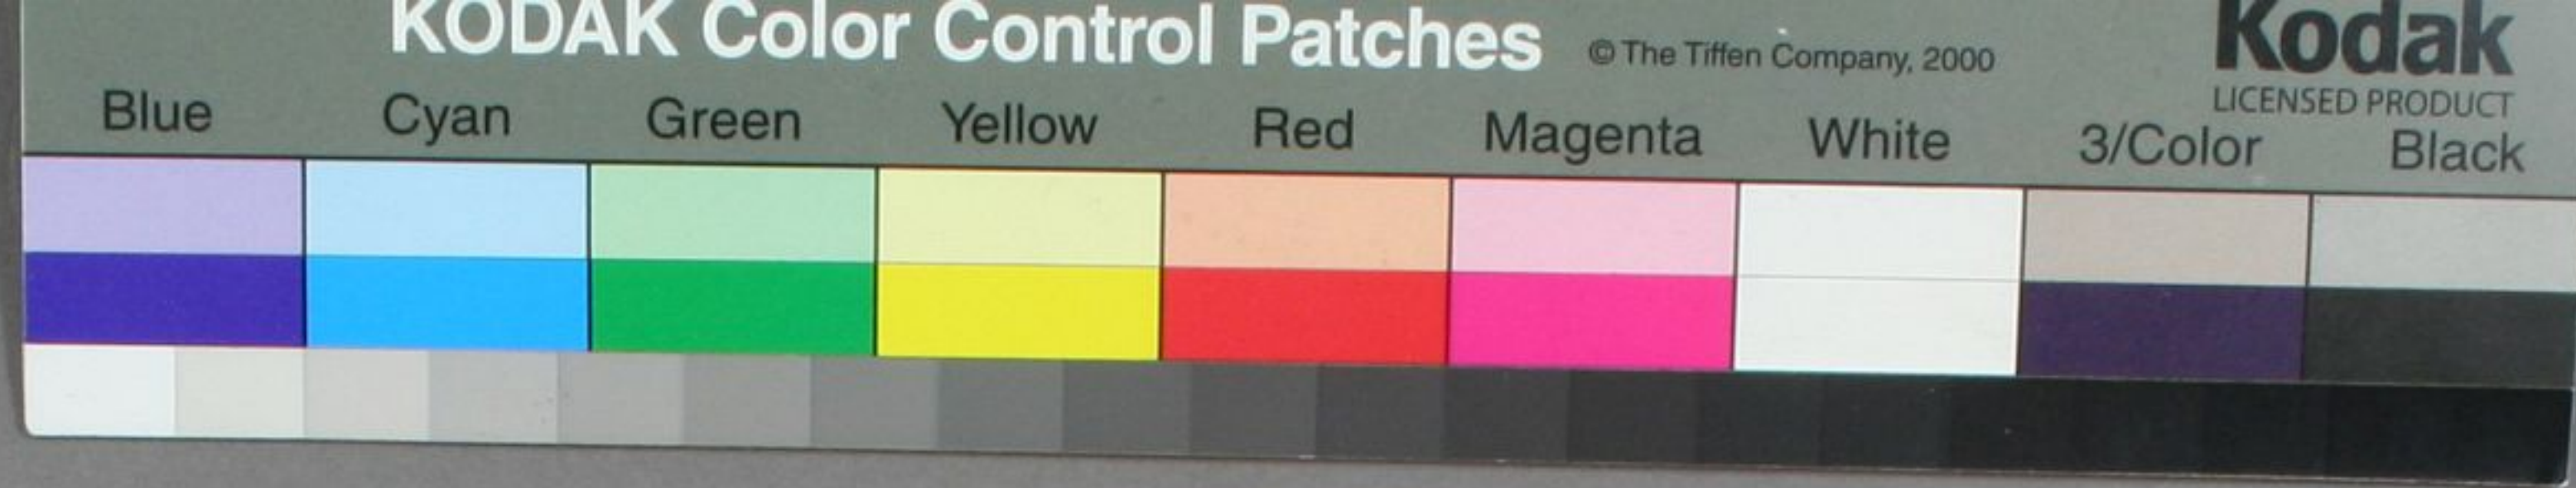 KODAK Color Control Patches © The Tiffen Company, 2000 Kodak
LICENSED PRODUCT
Blue Cyan Green Yellow Red Magenta White 3/Color Black